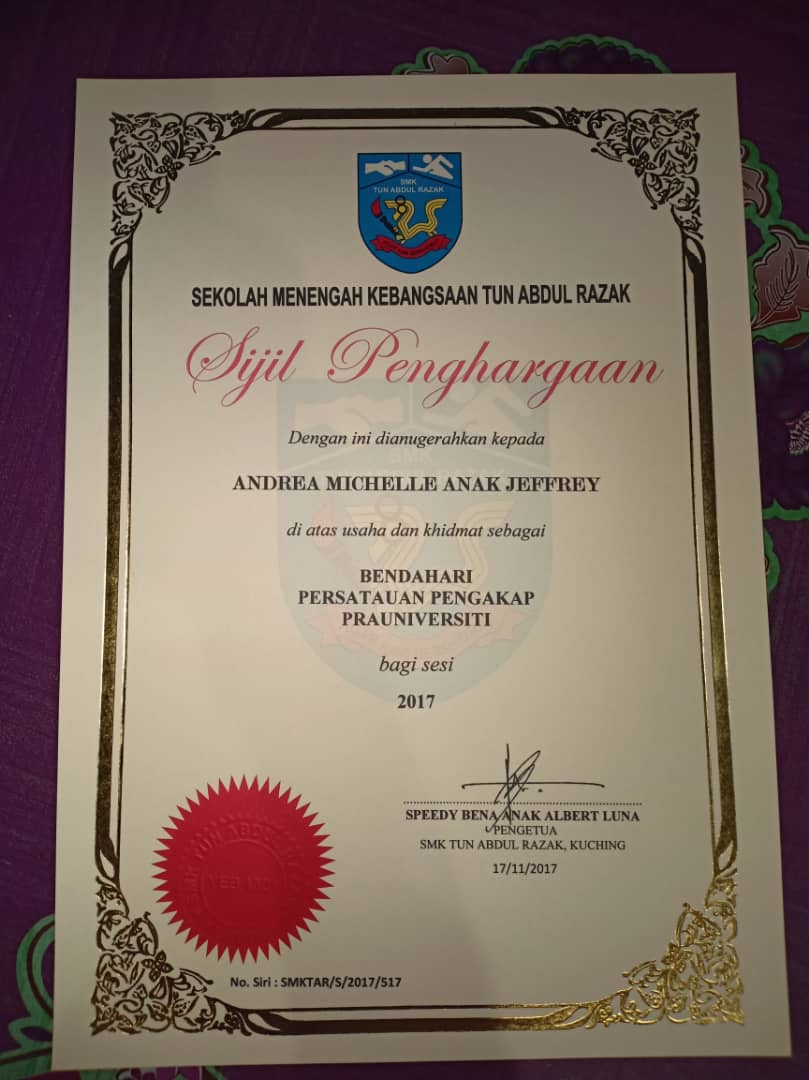 SMK
TUN ABDUL RAZAK
SEKOLAH MENENGAH KEBANGSAAN TUN ABDUL RAZAK
Sijil Penghargaan
Dengan ini dianugerahkan kepada
ANDREA MICHELLE ANAK JEFFREY
di atas usaha dan khidmat sebagai
BENDAHARI
PERSATAUAN PENGAKAP
PRAUNIVERSITI
bagi sesi
2017
SPEEDY BENA ANAK ALBERT LUNA
PENGETUA
SMK TUN ABDUL RAZAK, KUCHING
17/11/2017
No. Siri : SMKTAR/S/2017/517